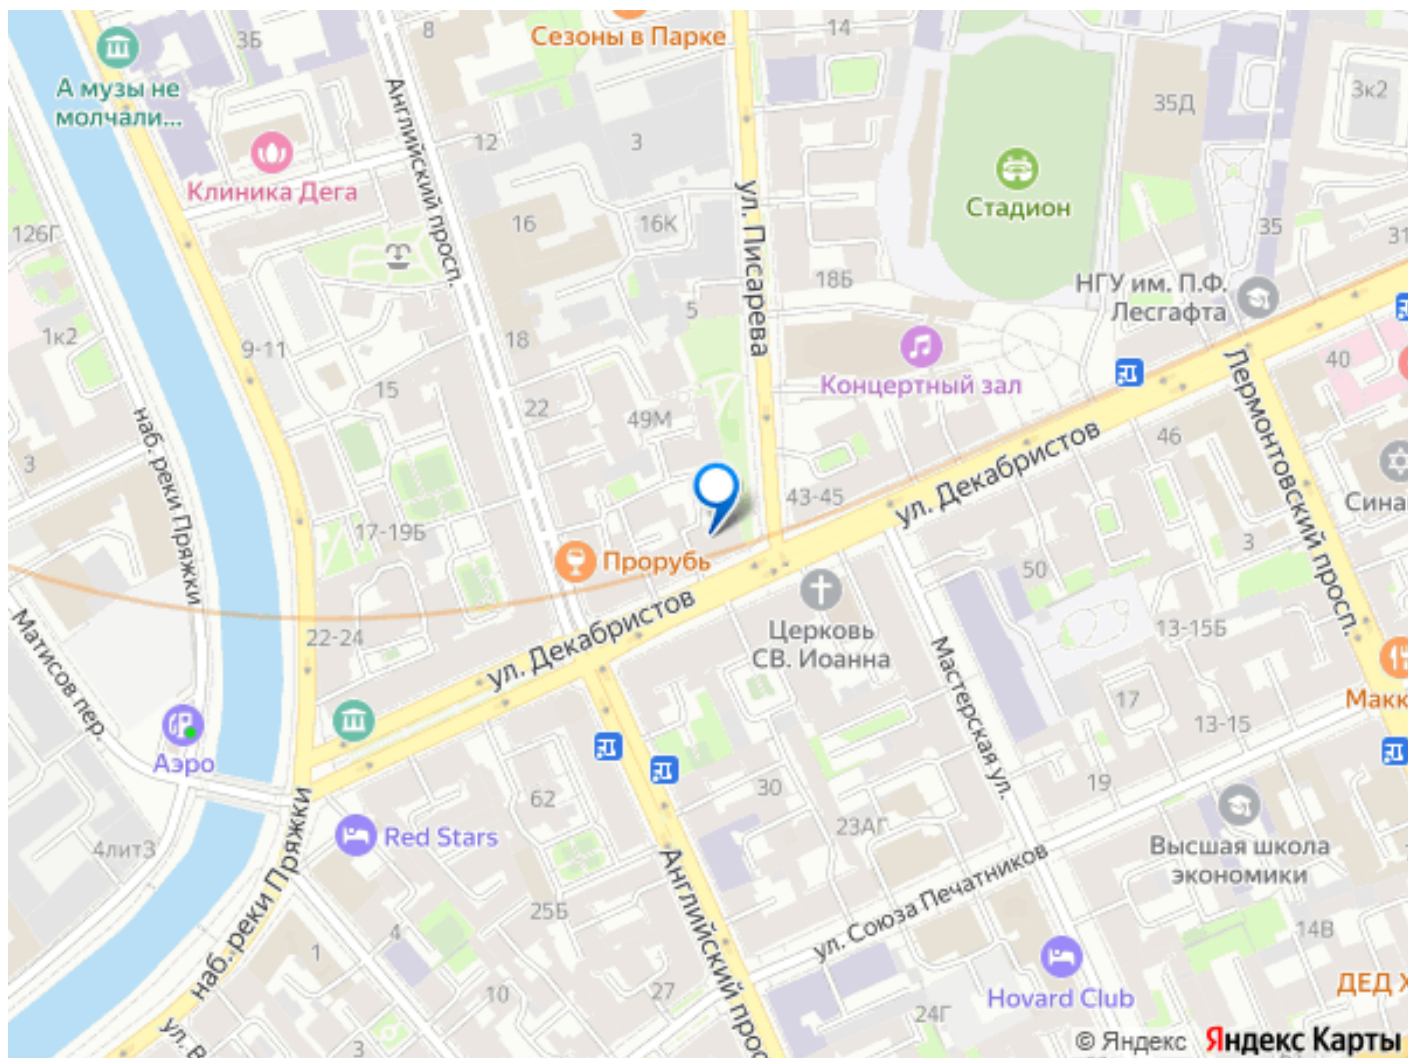 Сезоны в Парке
3Б
8
14
А музы не
молчали...
35Д
3к2
Клиника Дега
12
3
Стадион
Английский просп.
ул. Писарева
126Г
16
16К
35
31
18Б
НГУ им. П.Ф.
Лесгафта
5
1к2
9-11
18
Концертный зал
40
15
22
49М
Лермонтовский просп.
наб. реки Пряжки
46
ул. Декабристов
3
43-45
Сина
17-19Б
Прорубь
3
50
Матисов пер.
22-24
ул. Декабристов
Церковь
СВ. Иоанна
Мастерская ул.
13-15Б
17
Макк
13-15
Аэро
62
30
19
4лит3
Red Stars
23АГ
Высшая школа
экономики
наб. реки Пряжки
Английский прос
ул. Союза Печатников
25Б
4
1
14В
10
27
Hovard Club
ДЕД Х
24Г
ул. В
3
© Яндекс Яндекс Карты